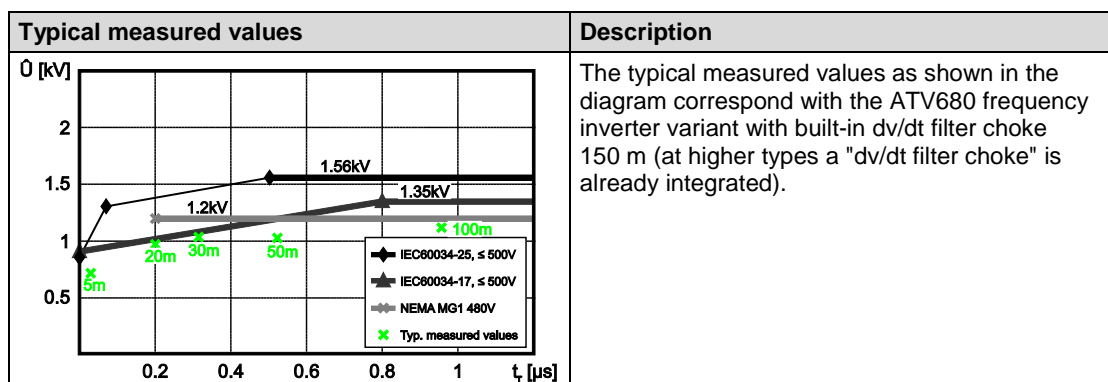 Typical measured values
Description
Û [kV]
2
1.5
1
0.5
0.2
0.4
0.6
0.8
1
tr [µs]
1.56kV
1.35kV
1.2kV
5m
20m
30m
50m
100m
IEC60034-25, ≤ 500V
IEC60034-17, ≤ 500V
NEMA MG1 480V
Typ. measured values
The typical measured values as shown in the
diagram correspond with the ATV680 frequency
inverter variant with built-in dv/dt filter choke
150 m (at higher types a "dv/dt filter choke" is
already integrated).